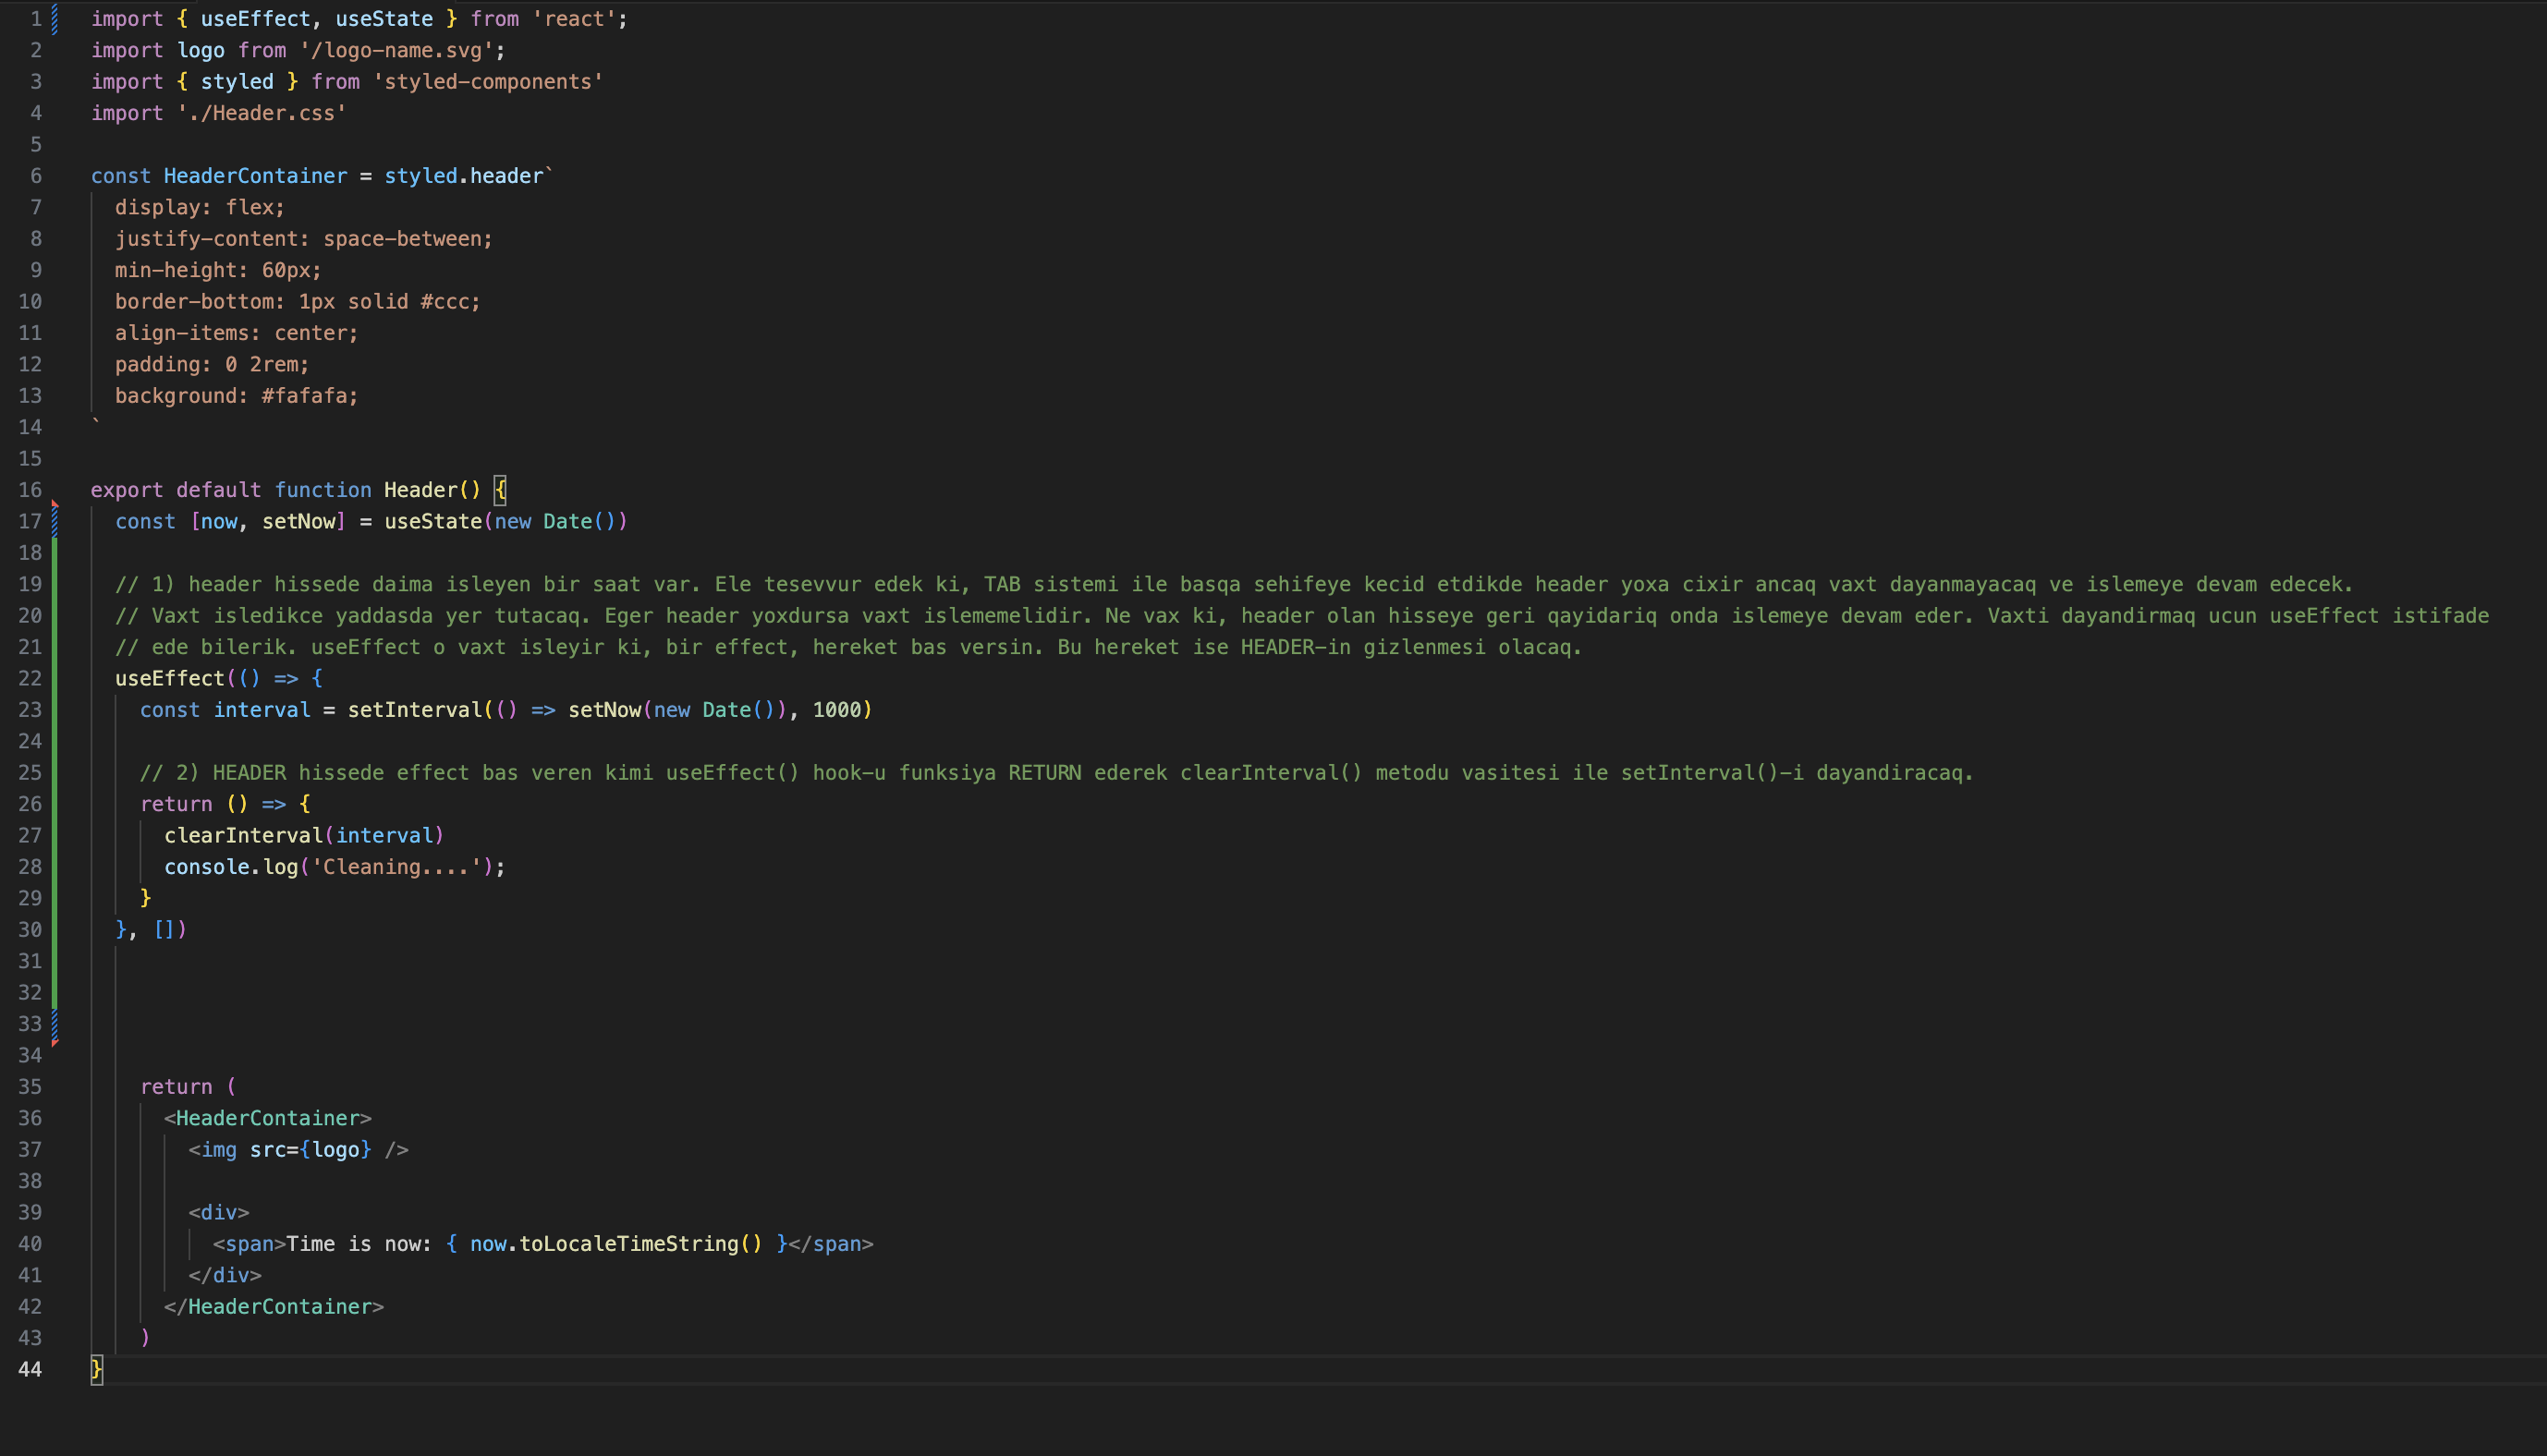 1 import { useEffect, useState } from 'react';
2 import logo from '/logo-name.svg';
3 import { styled } from 'styled-components'
4 import './Header.css'
5
6 const HeaderContainer = styled.header`
7   display: flex;
8   justify-content: space-between;
9   min-height: 60px;
10   border-bottom: 1px solid #ccc;
11   align-items: center;
12   padding: 0 2rem;
13   background: #fafafa;
14 `
15
16 export default function Header() {
17   const [now, setNow] = useState(new Date())
18
19   // 1) header hissede daima isleyen bir saat var. Ele tesevvur edek ki, TAB sistemi ile basqa sehifeye kecid etdikde header yoxa cixir ancaq vaxt dayanmayacaq ve islemeye devam edecek.
20   // Vaxt isledikce yaddasda yer tutacaq. Eger header yoxdursa vaxt islememelidir. Ne vax ki, header olan hisseye geri qayidariq onda islemeye devam eder. Vaxti dayandirmaq ucun useEffect istifade
21   // ede bilerik. useEffect o vaxt isleyir ki, bir effect, hereket bas versin. Bu hereket ise HEADER-in gizlenmesi olacaq.
22   useEffect(() => {
23     const interval = setInterval(() => setNow(new Date()), 1000)
24
25     // 2) HEADER hissede effect bas veren kimi useEffect() hook-u funksiya RETURN ederek clearInterval() metodu vasitesi ile setInterval()-i dayandiracaq.
26     return () => {
27       clearInterval(interval)
28       console.log('Cleaning....');
29     }
30   }, [])
31
32
33
34
35     return (
36       <HeaderContainer>
37         <img src={logo} />
38
39         <div>
40           <span>Time is now: { now.toLocaleTimeString() }</span>
41         </div>
42       </HeaderContainer>
43     )
44 }